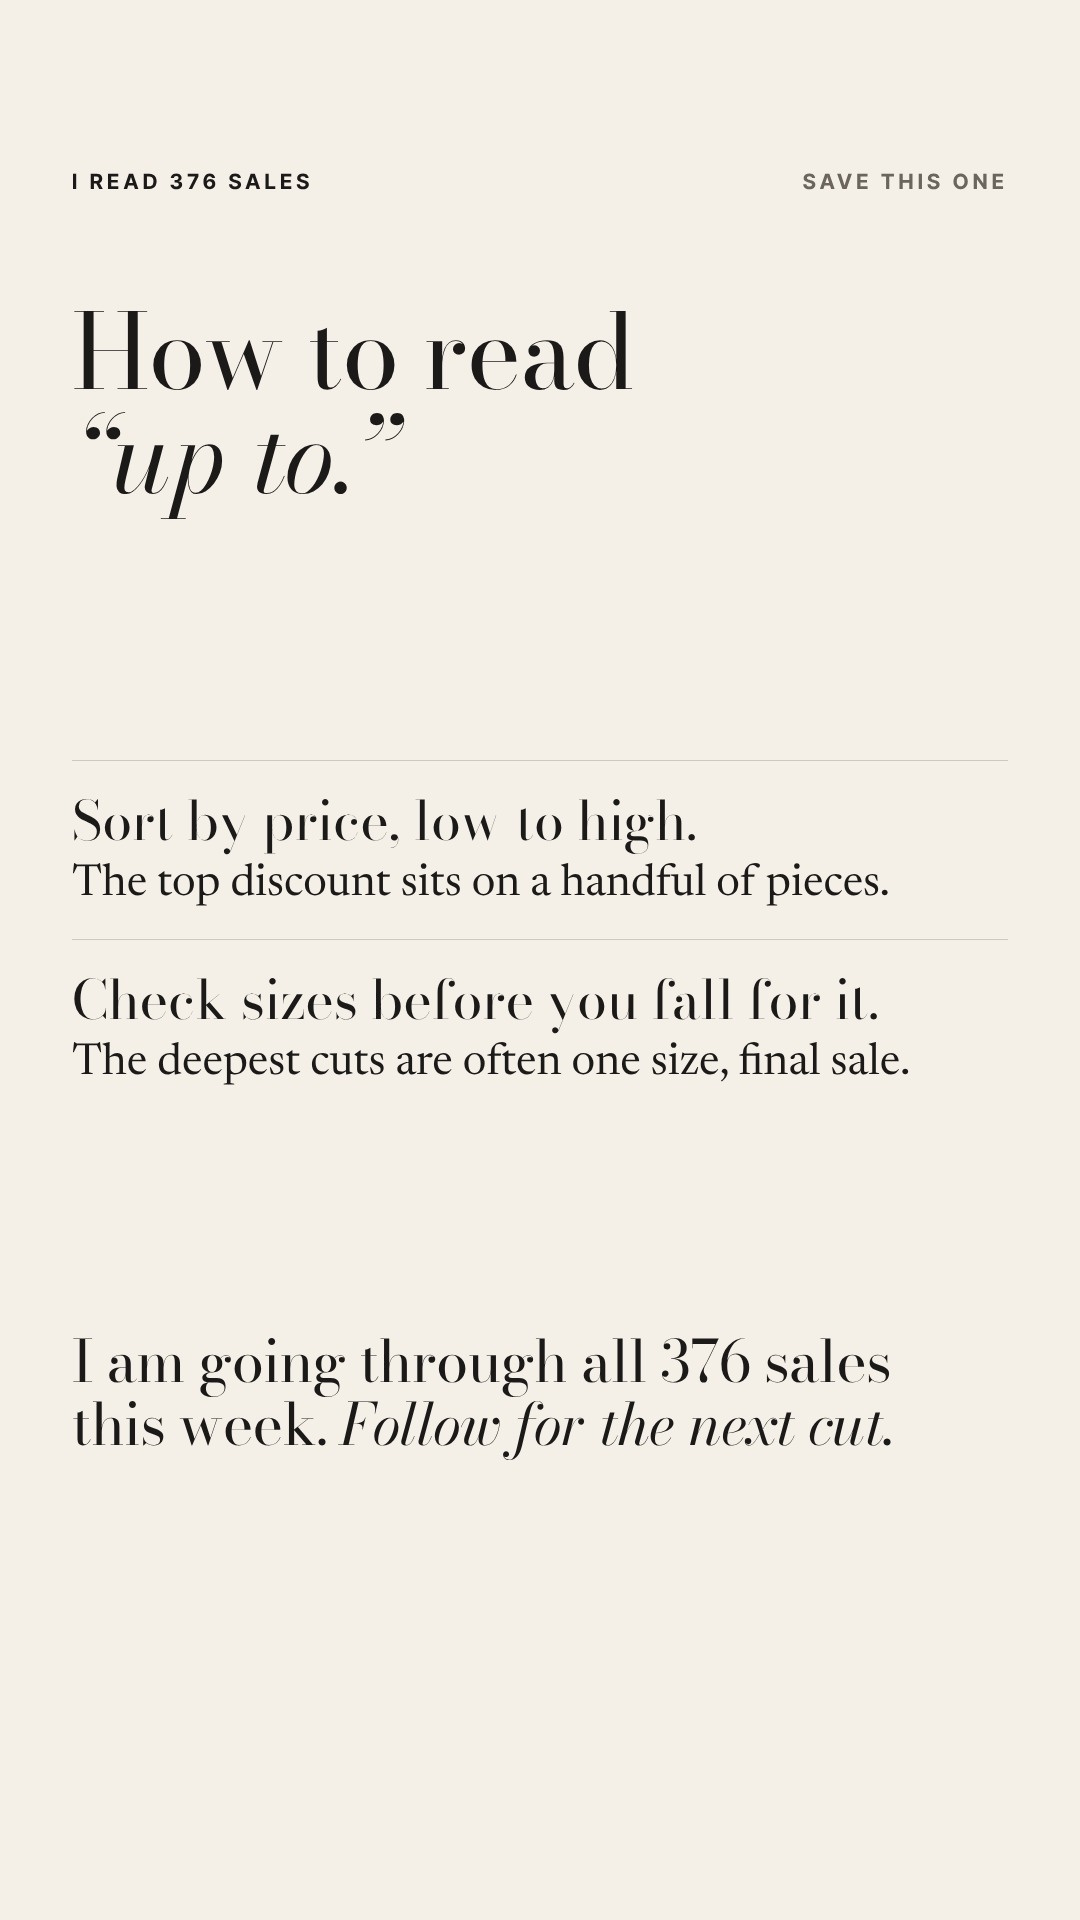 I READ 376 SALES
SAVE THIS ONE
How to read
“up to.”
Sort by price, low to high.
The top discount sits on a handful of pieces.
Check sizes before you fall for it.
The deepest cuts are often one size, final sale.
I am going through all 376 sales
this week. Follow for the next cut.